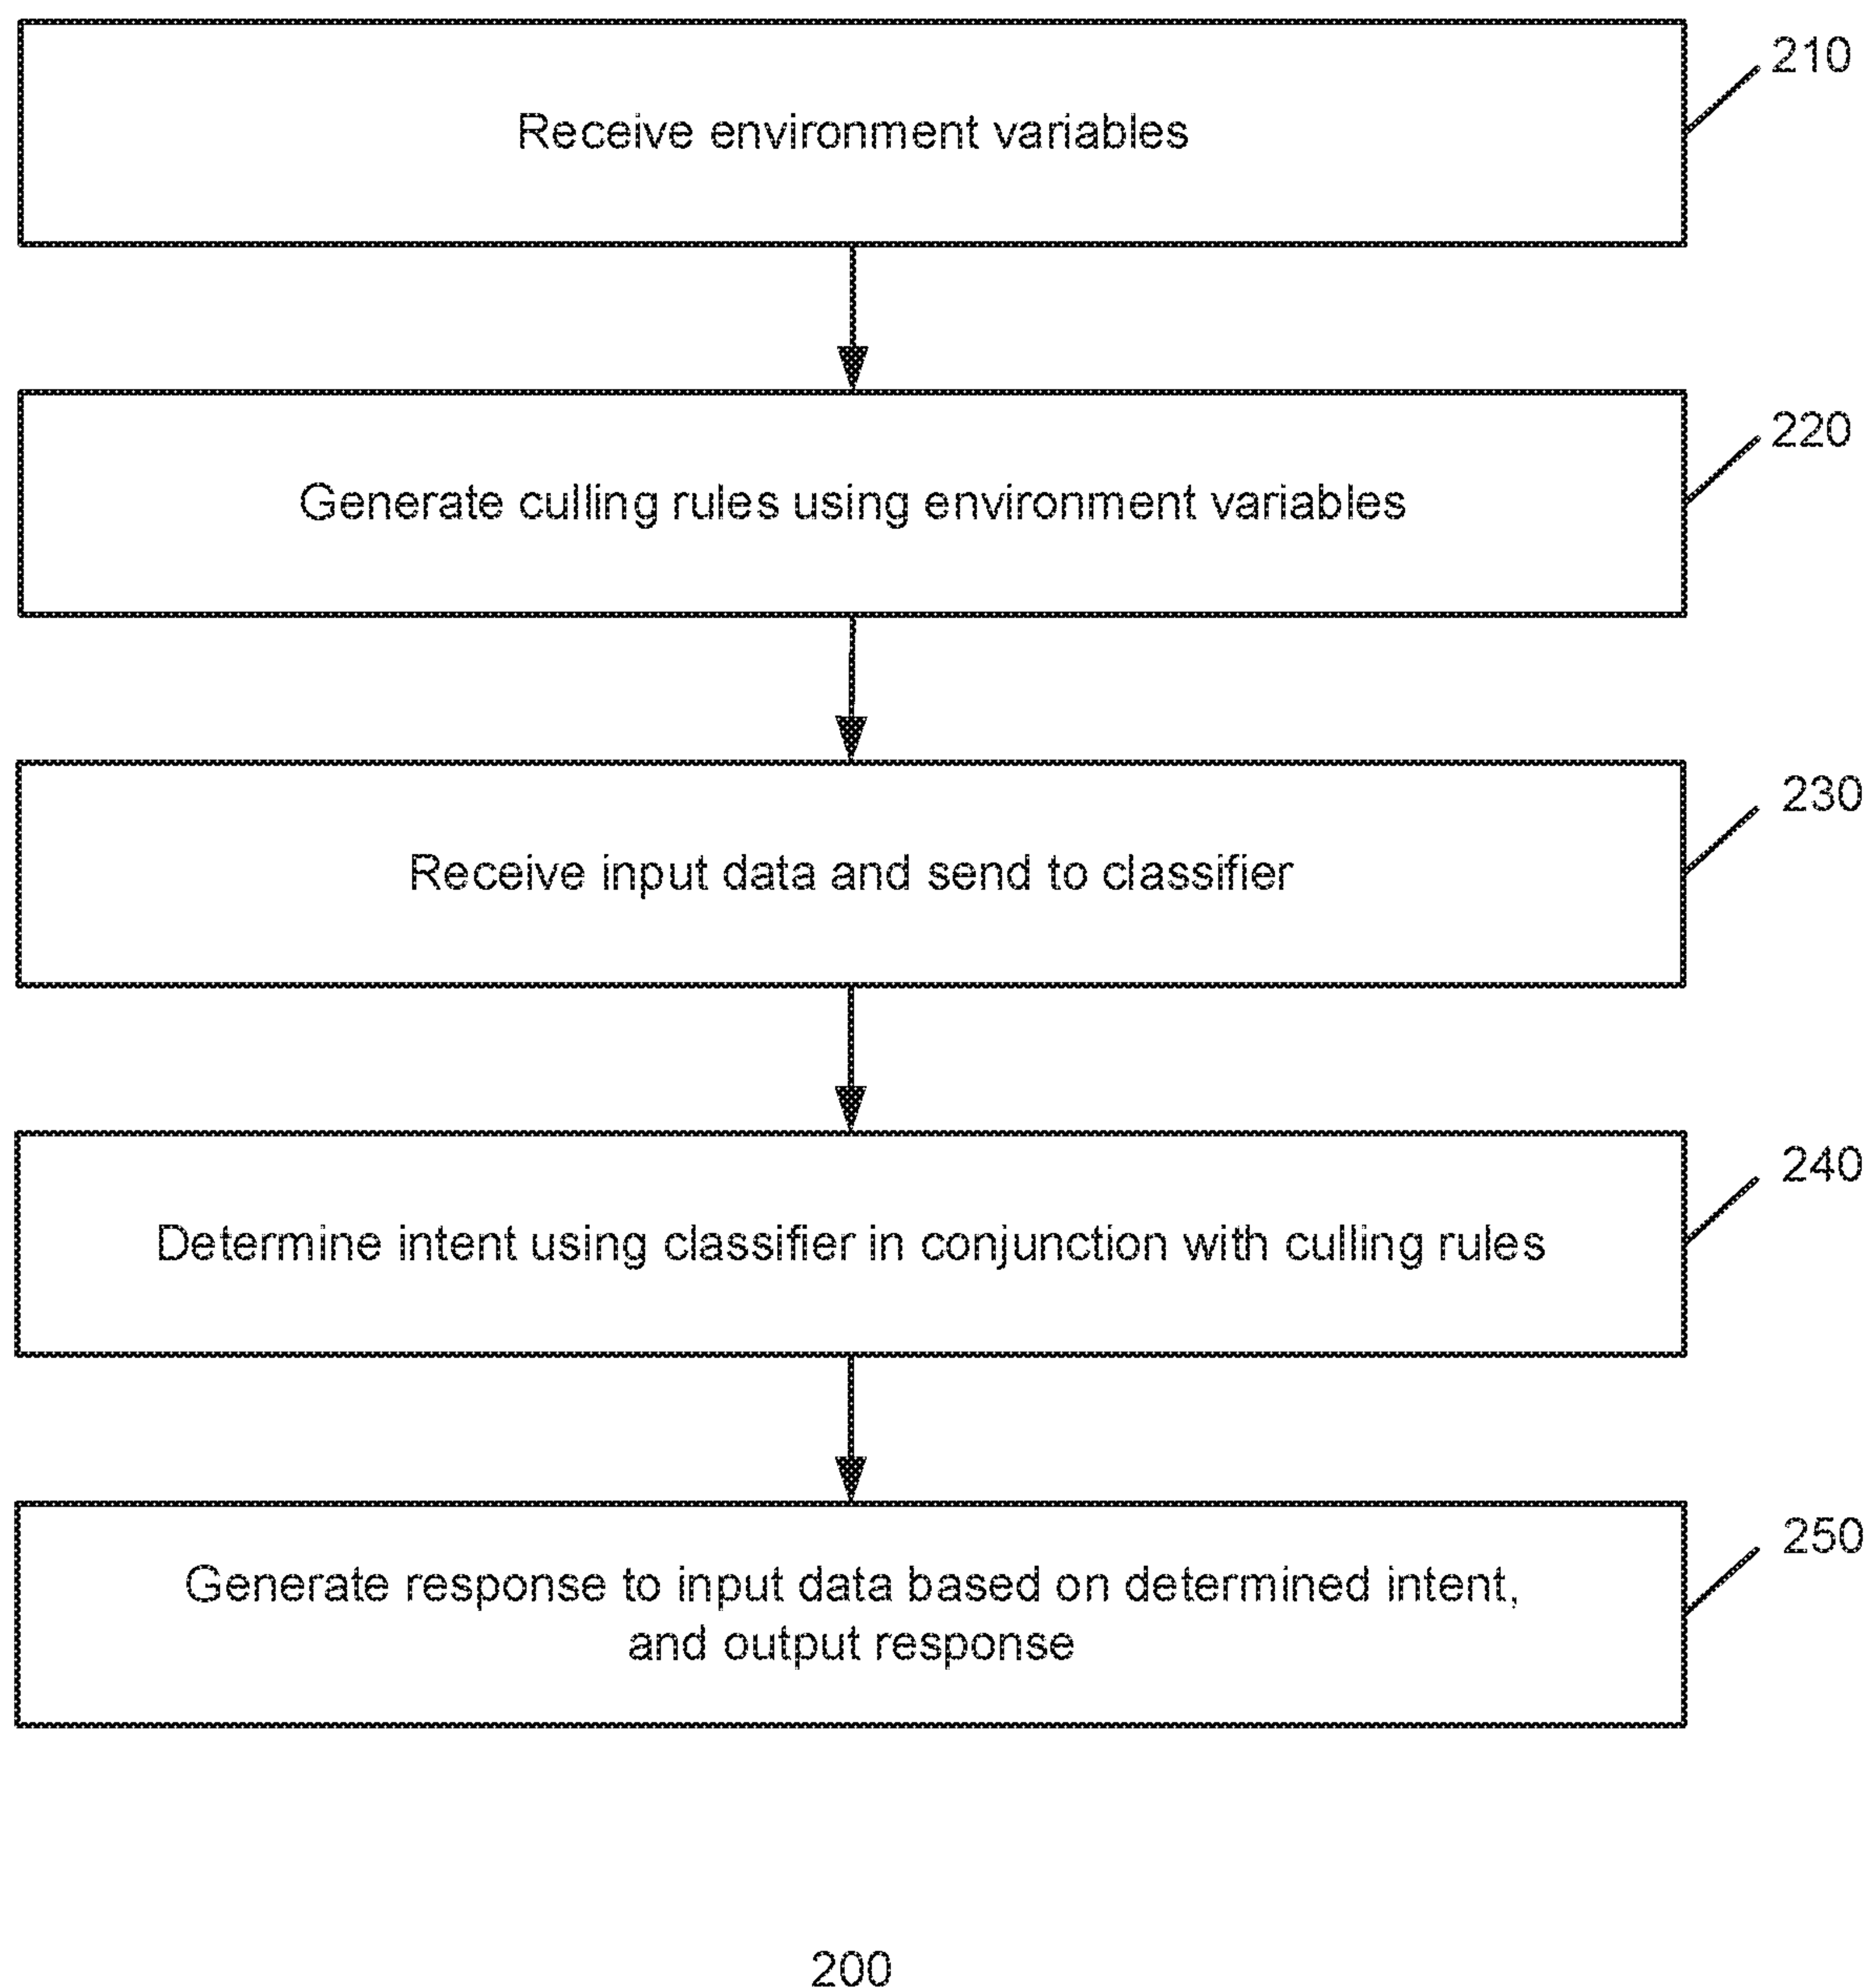 Receive environment variables
210
Generate culling rules using environment variables
220
Receive input data and send to classifier
230
Determine intent using classifier in conjunction with culling rules
240
Generate response to input data based on determined intent,
and output response
250
200